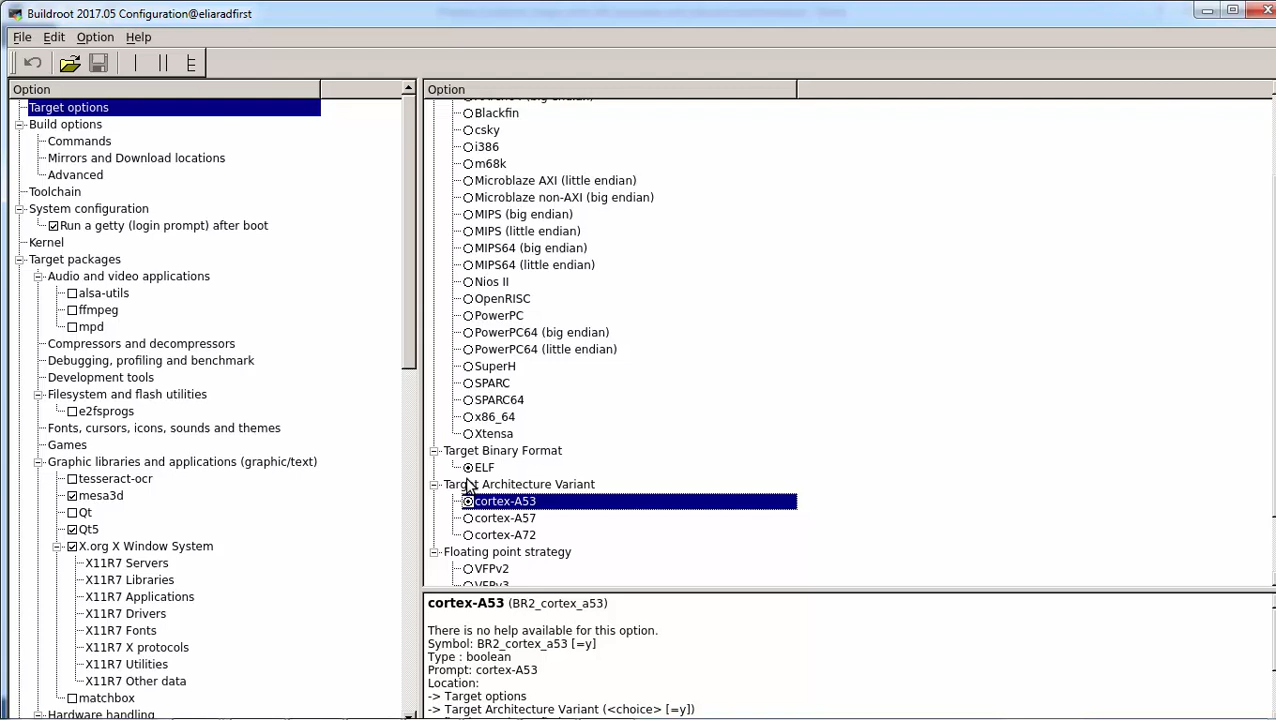 Buildroot 2017.05 Configuration@eliaradfirst
File Edit Option Help
Option
Target options
Build options
Commands
Mirrors and Download locations
Advanced
Toolchain
System configuration
Run a getty (login prompt) after boot
Kernel
Target packages
Audio and video applications
alsa-utils
ffmpeg
mpd
Compressors and decompressors
Debugging, profiling and benchmark
Development tools
Filesystem and flash utilities
e2fsprogs
Fonts, cursors, icons, sounds and themes
Games
Graphic libraries and applications (graphic/text)
tesseract-ocr
mesa3d
Qt
Qt5
X.org X Window System
X11R7 Servers
X11R7 Libraries
X11R7 Applications
X11R7 Drivers
X11R7 Fonts
X11R7 X protocols
X11R7 Utilities
X11R7 Other data
matchbox
Hardware handling
Option
(big endian)
Blackfin
csky
i386
m68k
Microblaze AXI (little endian)
Microblaze non-AXI (big endian)
MIPS (big endian)
MIPS (little endian)
MIPS64 (big endian)
MIPS64 (little endian)
Nios II
OpenRISC
PowerPC
PowerPC64 (big endian)
PowerPC64 (little endian)
SuperH
SPARC
SPARC64
x86_64
Xtensa
Target Binary Format
ELF
Target Architecture Variant
cortex-A53
cortex-A57
cortex-A72
Floating point strategy
VFPv2
VFPv3
cortex-A53 (BR2_cortex_a53)
There is no help available for this option.
Symbol: BR2_cortex_a53 [=y]
Type : boolean
Prompt: cortex-A53
Location:
-> Target options
-> Target Architecture Variant (<choice> [=y])